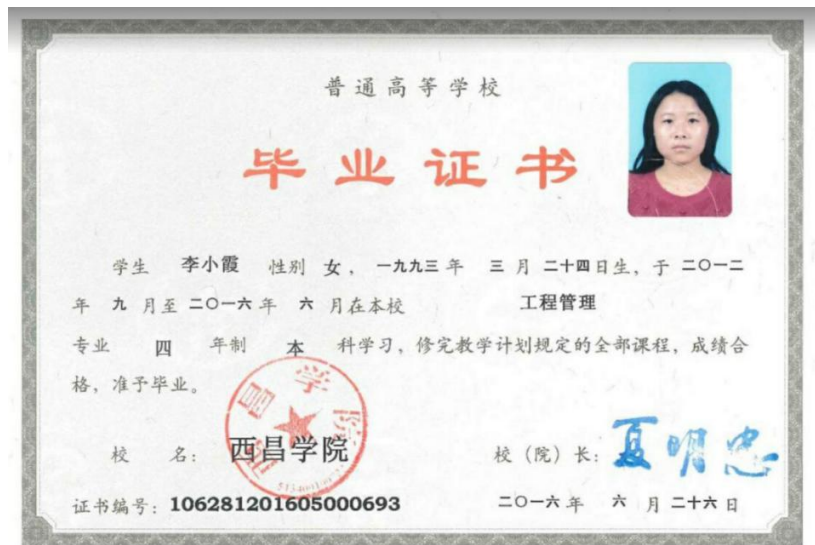 普通高等学校
毕业证书
学生 李小霞 性别 女，一九九三年 三 月 二十四日生，于 二〇一二
年 九 月至 二〇一六 年 六 月在本校 工程管理
专业 四 年制 本 科学习，修完教学计划规定的全部课程，成绩合
格，准予毕业。
校 名：西昌学院
校（院）长：夏明忠
证书编号：106281201605000693
二〇一六 年 六 月 二十六日